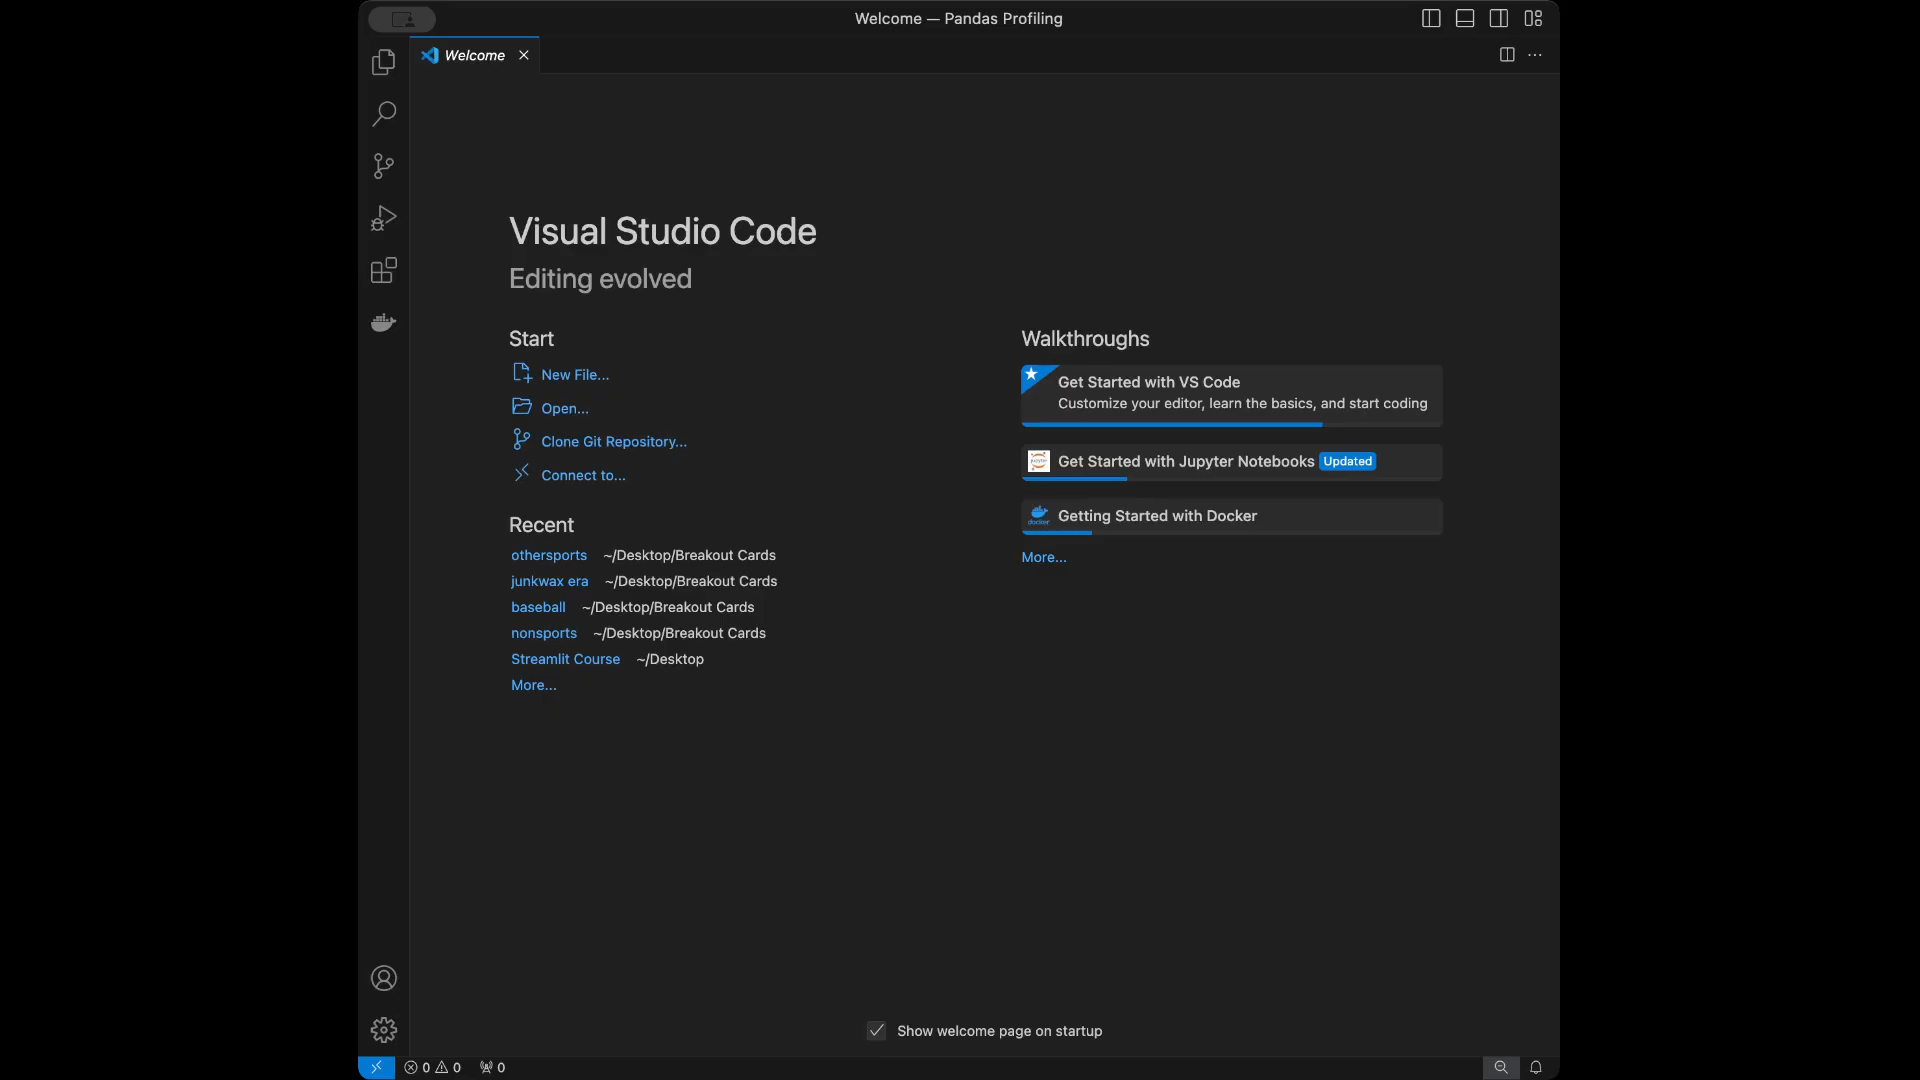 Welcome — Pandas Profiling
Welcome
Visual Studio Code
Editing evolved
Start
New File...
Open...
Clone Git Repository...
Connect to...
Recent
othersports ~/Desktop/Breakout Cards
junkwax era ~/Desktop/Breakout Cards
baseball ~/Desktop/Breakout Cards
nonsports ~/Desktop/Breakout Cards
Streamlit Course ~/Desktop
More...
Walkthroughs
Get Started with VS Code
Customize your editor, learn the basics, and start coding
Get Started with Jupyter Notebooks Updated
docker Getting Started with Docker
More...
Show welcome page on startup
0 0 0